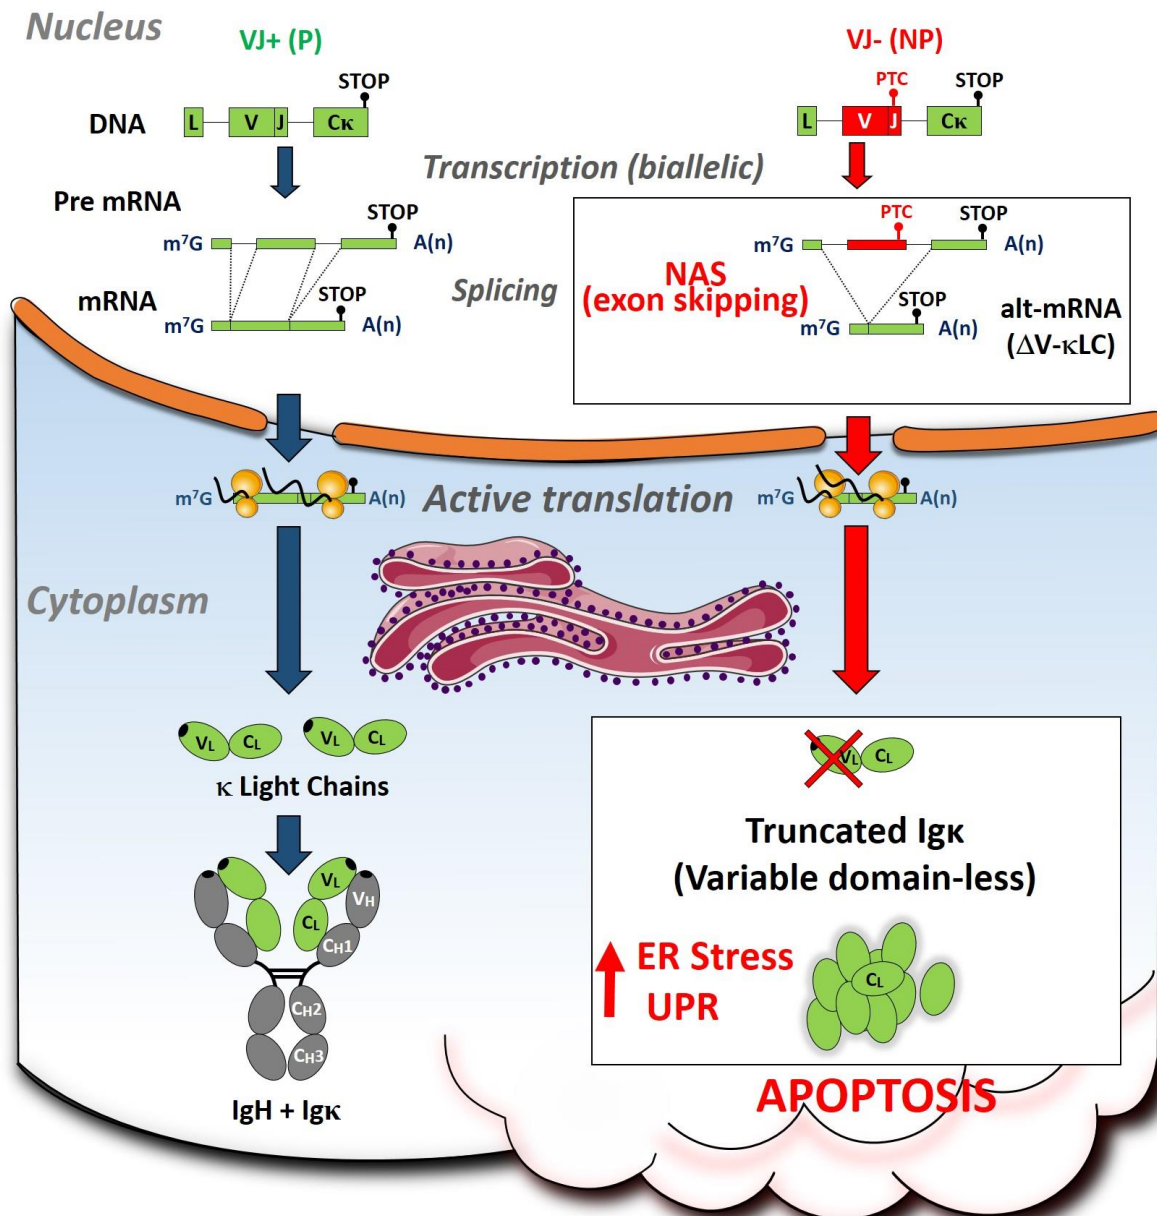 Nucleus
VJ+ (P)
VJ- (NP)
STOP
PTC
STOP
DNA
L
V
J
Cκ
L
V
J
Cκ
Transcription (biallelic)
Pre mRNA
STOP
m⁷G
A(n)
PTC
STOP
m⁷G
A(n)
Splicing
NAS
(exon skipping)
mRNA
STOP
m⁷G
A(n)
STOP
m⁷G
A(n)
alt-mRNA
(ΔV-κLC)
m⁷G
A(n)
Active translation
m⁷G
A(n)
Cytoplasm
VL
CL
VL
CL
κ Light Chains
VL
CL
Truncated Igκ
(Variable domain-less)
VL
VH
CL
CH1
CH2
CH3
IgH + Igκ
ER Stress
UPR
CL
APOPTOSIS